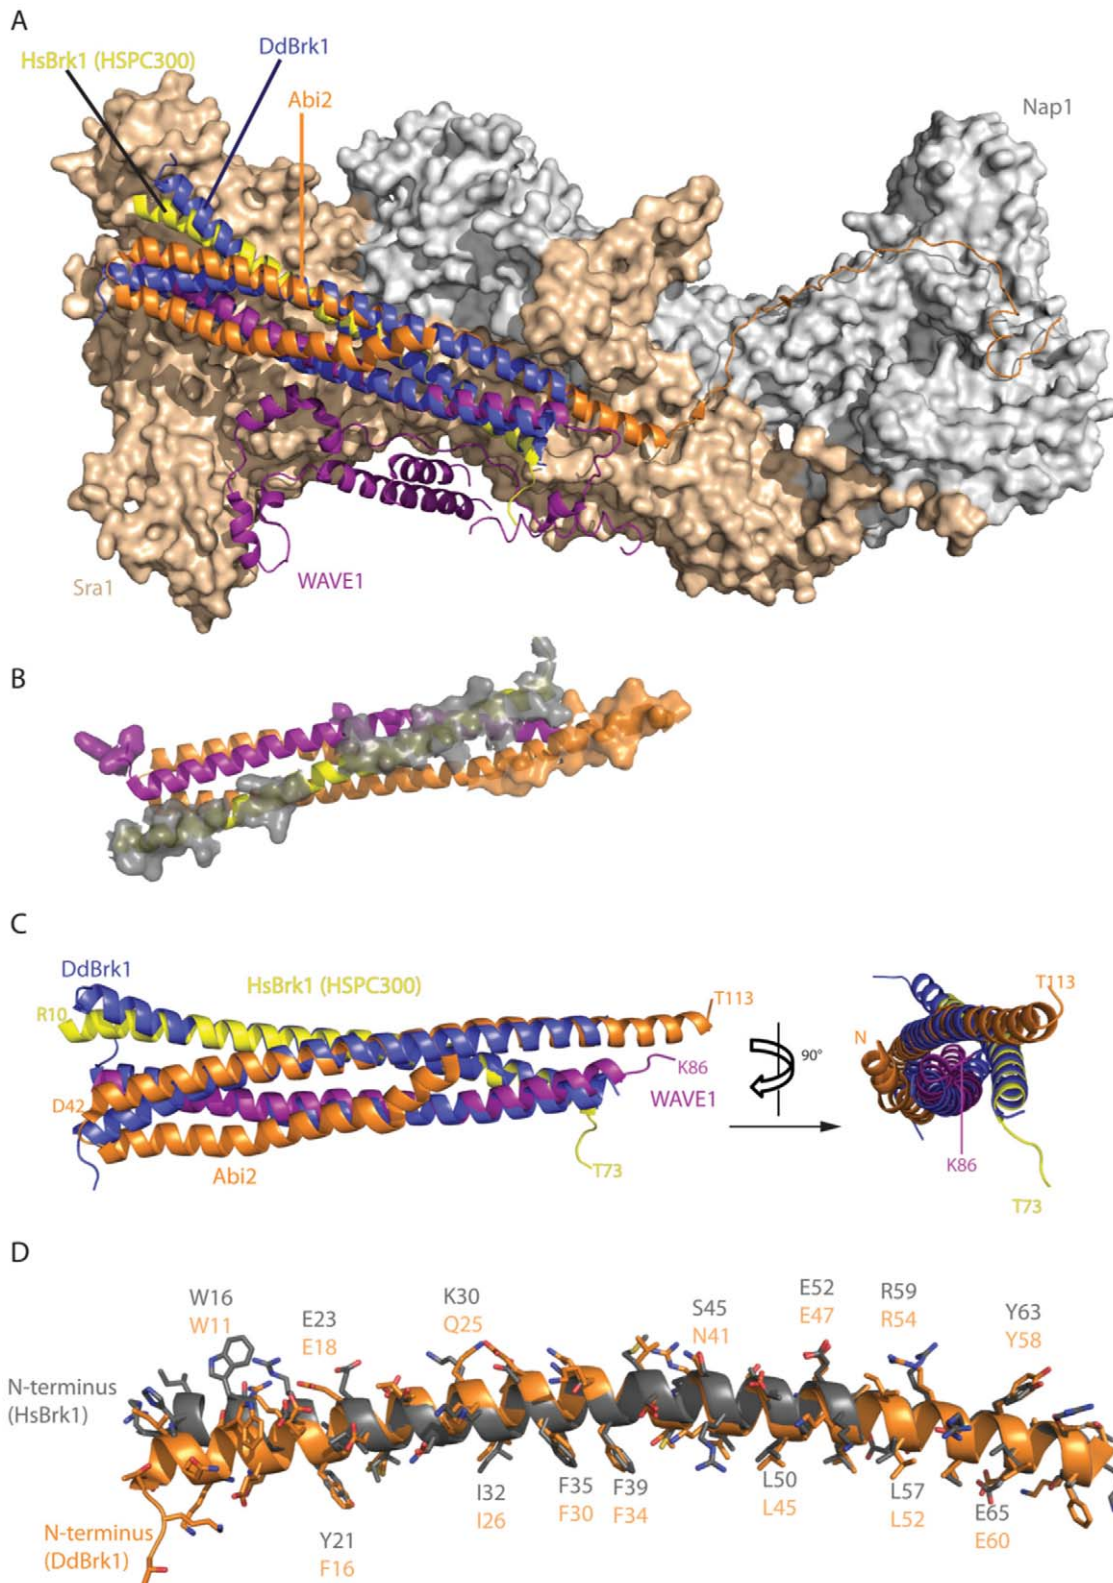 A
DdBrk1
HsBrk1 (HSPC300)
Abi2
Nap1
Sra1
WAVE1
B
C
DdBrk1
HsBrk1 (HSPC300)
R10
T113
K86
WAVE1
D42
Abi2
T73
90°
T113
N
K86
T73
D
W16
W11
E23
E18
K30
Q25
S45
N41
E52
E47
R59
R54
Y63
Y58
N-terminus
(HsBrk1)
N-terminus
(DdBrk1)
Y21
F16
I32
I26
F35
F30
F39
F34
L50
L45
L57
L52
E65
E60